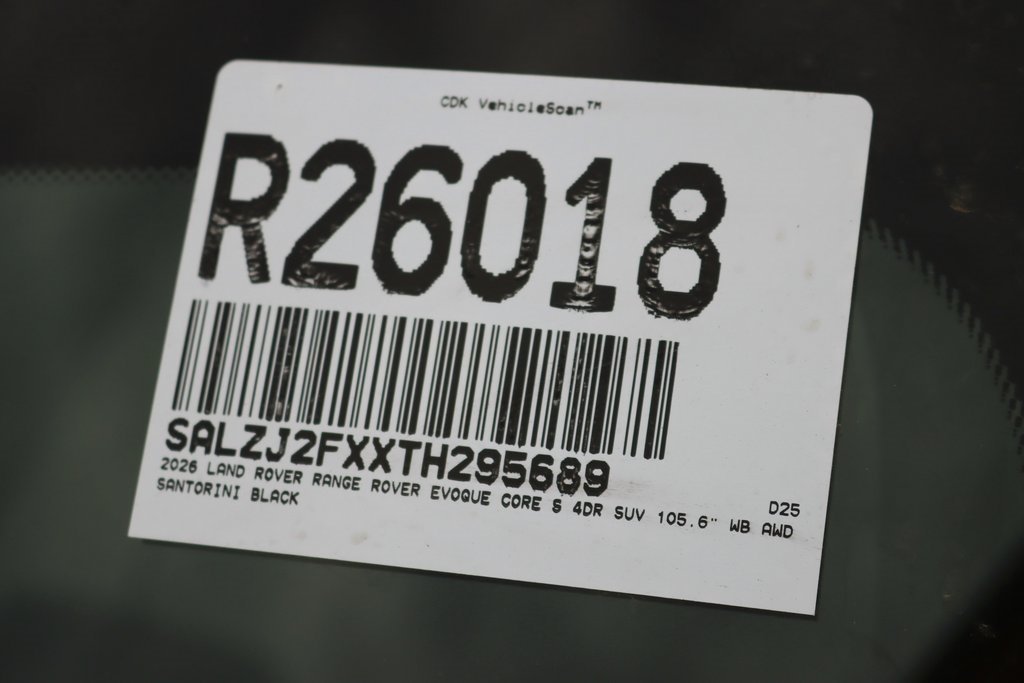 CDK VehicleScan™
R26018
SALZJ2FXXTH295689
D25
2026 LAND ROVER RANGE ROVER EVOQUE CORE S 4DR SUV 105.6" WB AWD
SANTORINI BLACK